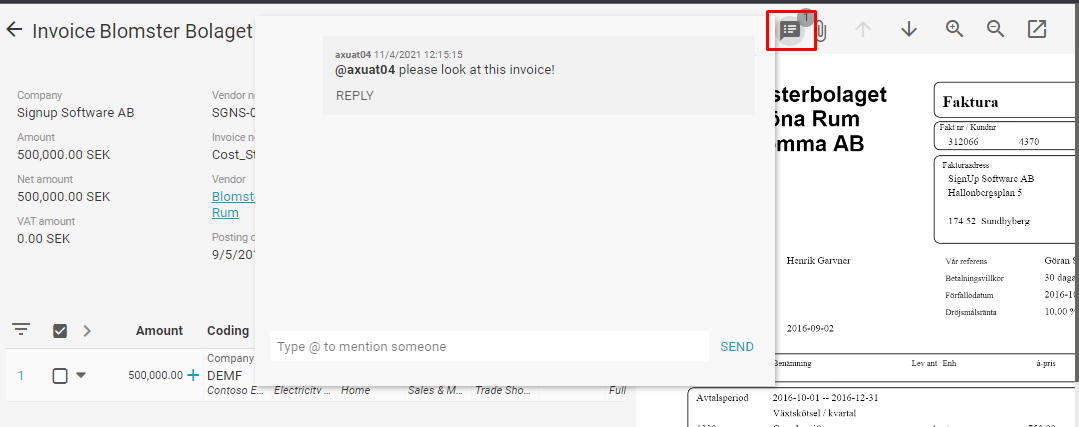 Invoice Blomster Bolaget
1
axuat04 11/4/2021 12:15:15
@axuat04 please look at this invoice!
REPLY
Type @ to mention someone
SEND
Company
Signup Software AB
Amount
500,000.00 SEK
Net amount
500,000.00 SEK
VAT amount
0.00 SEK
Vendor n
SGNS-0
Invoice no
Cost_St
Vendor
Blomste
Rum
Posting d
9/5/201
Amount Coding
1 500,000.00 + Company
DEMF
Contoso E... Electricity ... Home Sales & M... Trade Sho... Full
sterbolaget
öna Rum
omma AB
Faktura
Fakt nr / Kundnr
312066 4370
Fakturaadress
SignUp Software AB
Hallonbergsplan 5
174 52 Sundbyberg
Henrik Garvner
Vår referens Göran S
Betalningsvillkor 30 daga
Förfallodatum 2016-10
Dröjsmålsränta 10,00 %
2016-09-02
Benämning Lev ant Enh à-pris
Avtalsperiod 2016-10-01 -- 2016-12-31
Växtskötsel / kvartal